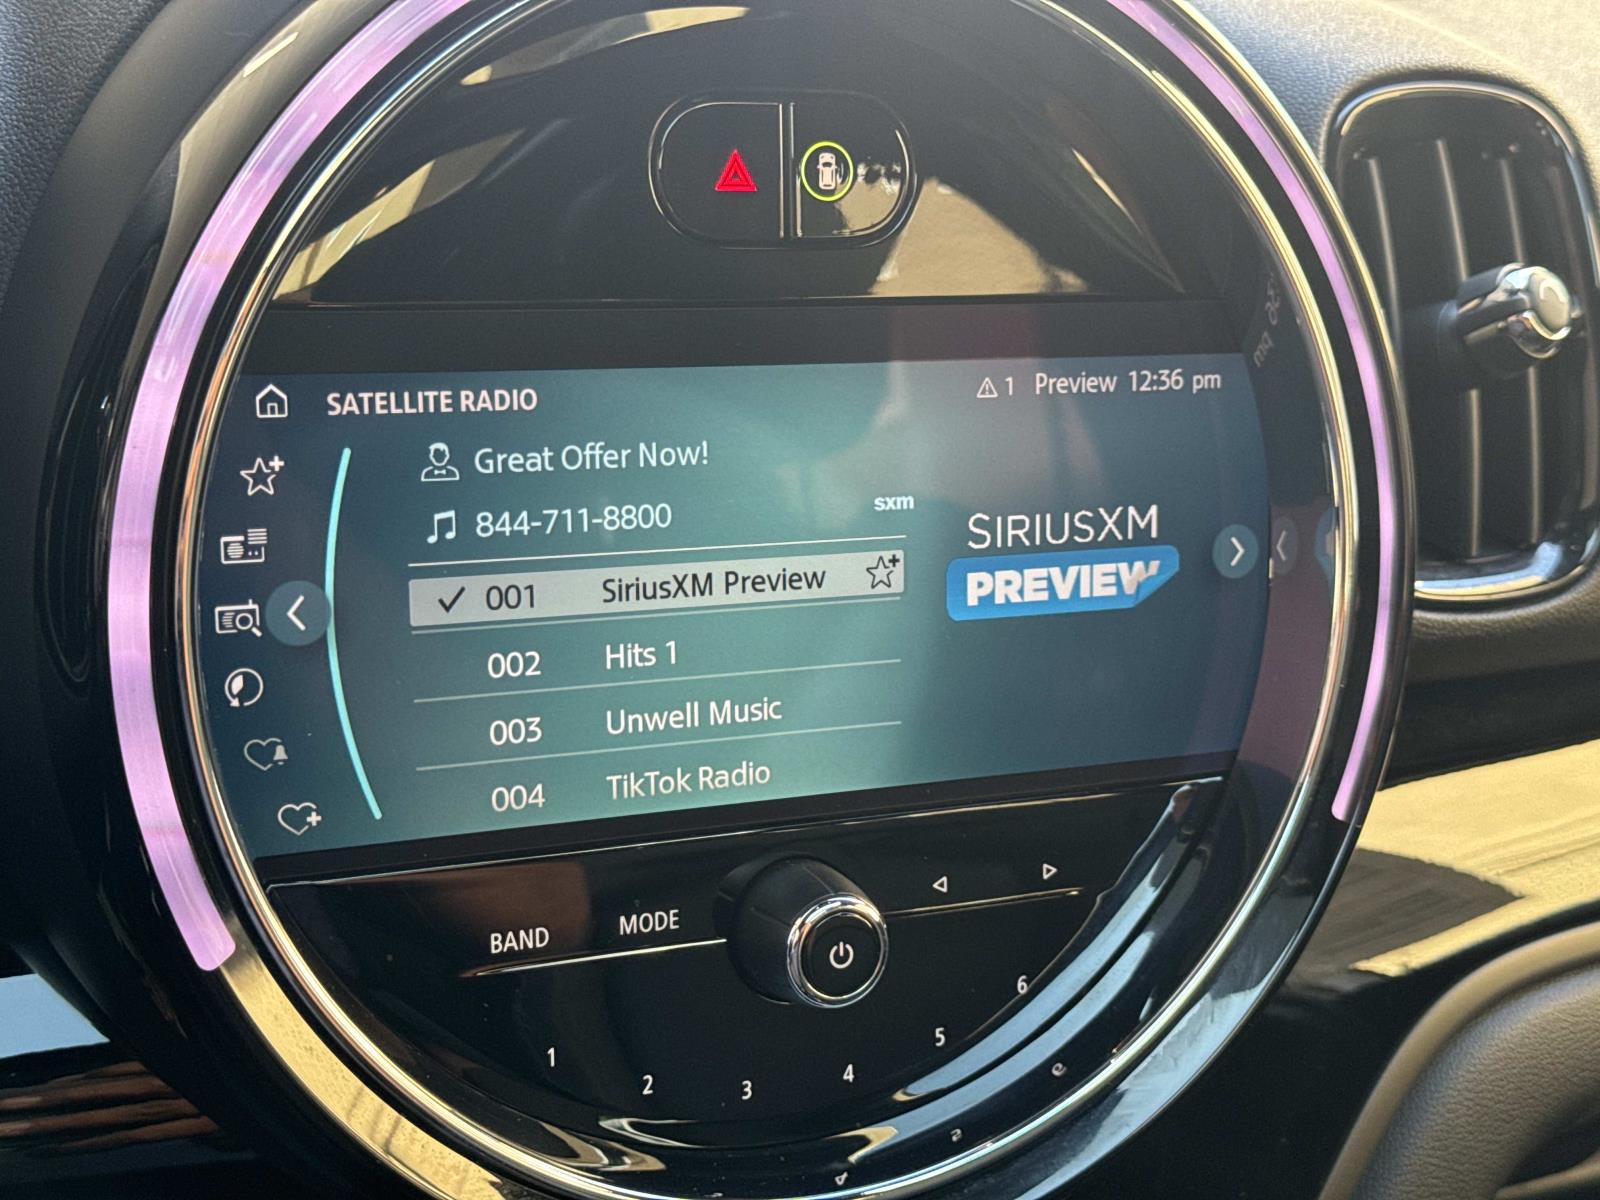 SATELLITE RADIO
1 Preview 12:36 pm
Great Offer Now!
844-711-8800
sxm
001 SiriusXM Preview
002 Hits 1
003 Unwell Music
004 TikTok Radio
SIRIUSXM
PREVIEW
BAND
MODE
1
2
3
4
5
6